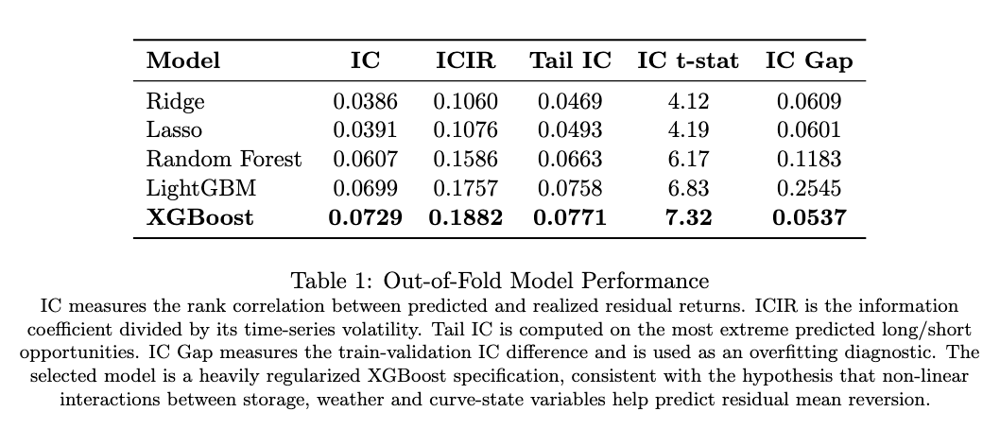 Model IC ICIR Tail IC IC t-stat IC Gap
Ridge 0.0386 0.1060 0.0469 4.12 0.0609
Lasso 0.0391 0.1076 0.0493 4.19 0.0601
Random Forest 0.0607 0.1586 0.0663 6.17 0.1183
LightGBM 0.0699 0.1757 0.0758 6.83 0.2545
XGBoost 0.0729 0.1882 0.0771 7.32 0.0537
Table 1: Out-of-Fold Model Performance
IC measures the rank correlation between predicted and realized residual returns. ICIR is the information
coefficient divided by its time-series volatility. Tail IC is computed on the most extreme predicted long/short
opportunities. IC Gap measures the train-validation IC difference and is used as an overfitting diagnostic. The
selected model is a heavily regularized XGBoost specification, consistent with the hypothesis that non-linear
interactions between storage, weather and curve-state variables help predict residual mean reversion.